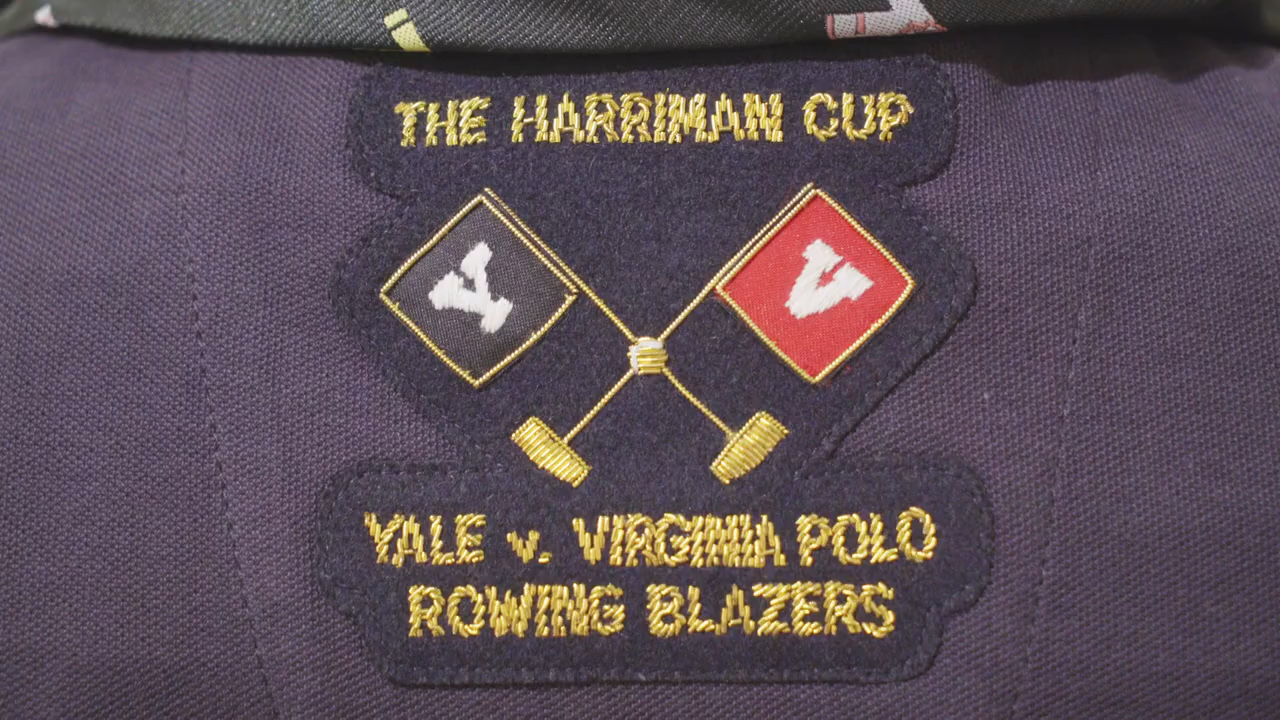 THE HARRIMAN CUP
Y V
YALE v. VIRGINIA POLO
ROWING BLAZERS